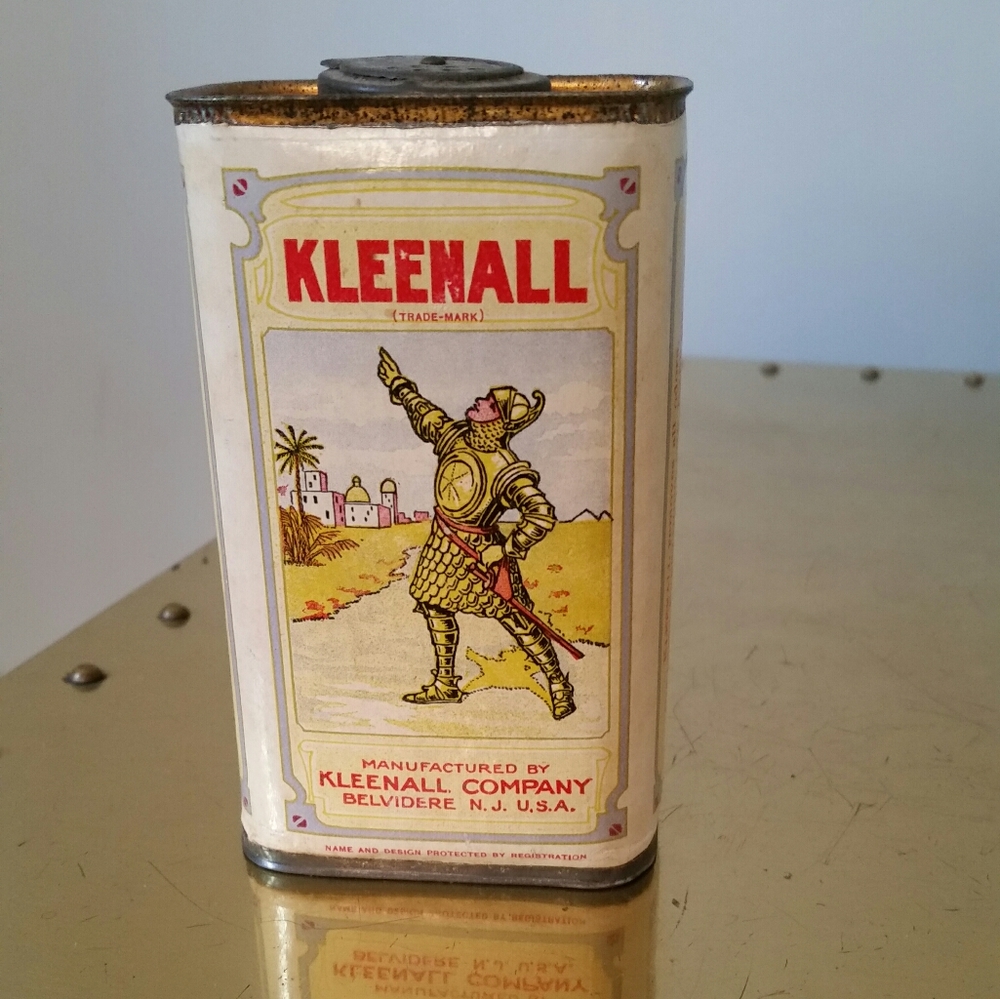 KLEENALL
(TRADE-MARK)
MANUFACTURED BY
KLEENALL COMPANY
BELVIDERE N.J. U.S.A.
NAME AND DESIGN PROTECTED BY REGISTRATION